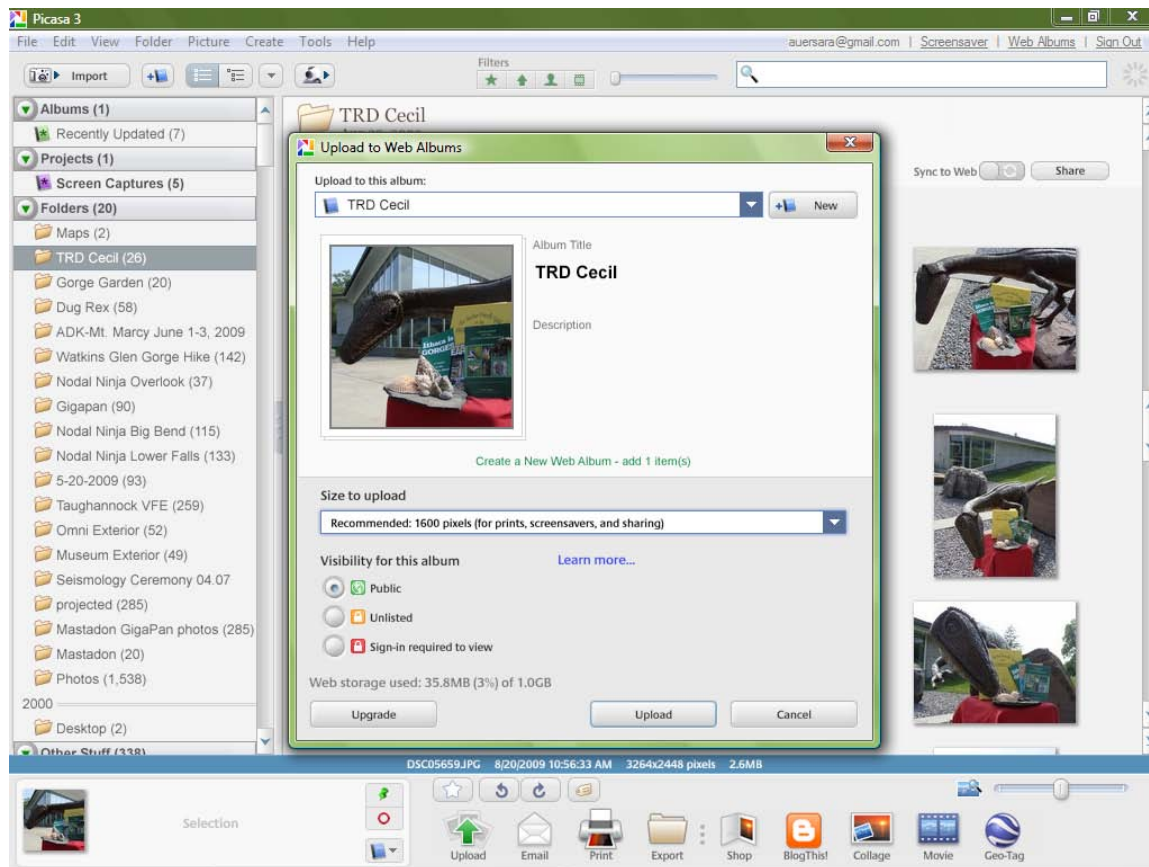 Picasa 3
File Edit View Folder Picture Create Tools Help
auersara@gmail.com | Screensaver | Web Albums | Sign Out
Import
Filters
Albums (1)
Recently Updated (7)
Projects (1)
Screen Captures (5)
Folders (20)
Maps (2)
TRD Cecil (26)
Gorge Garden (20)
Dug Rex (58)
ADK-Mt. Marcy June 1-3, 2009
Watkins Glen Gorge Hike (142)
Nodal Ninja Overlook (37)
Gigapan (90)
Nodal Ninja Big Bend (115)
Nodal Ninja Lower Falls (133)
5-20-2009 (93)
Taughannock VFE (259)
Omni Exterior (52)
Museum Exterior (49)
Seismology Ceremony 04.07
projected (285)
Mastadon GigaPan photos (285)
Mastadon (20)
Photos (1,538)
2000
Desktop (2)
Other Stuff (338)
TRD Cecil
Sync to Web
Share
Upload to Web Albums
Upload to this album:
TRD Cecil
New
Album Title
TRD Cecil
Description
Ithaca is
GORGES
Create a New Web Album - add 1 item(s)
Size to upload
Recommended: 1600 pixels (for prints, screensavers, and sharing)
Visibility for this album
Learn more...
Public
Unlisted
Sign-in required to view
Web storage used: 35.8MB (3%) of 1.0GB
Upgrade
Upload
Cancel
DSC05659.JPG 8/20/2009 10:56:33 AM 3264x2448 pixels 2.6MB
Selection
Upload
Email
Print
Export
Shop
BlogThis!
Collage
Movie
Geo-Tag